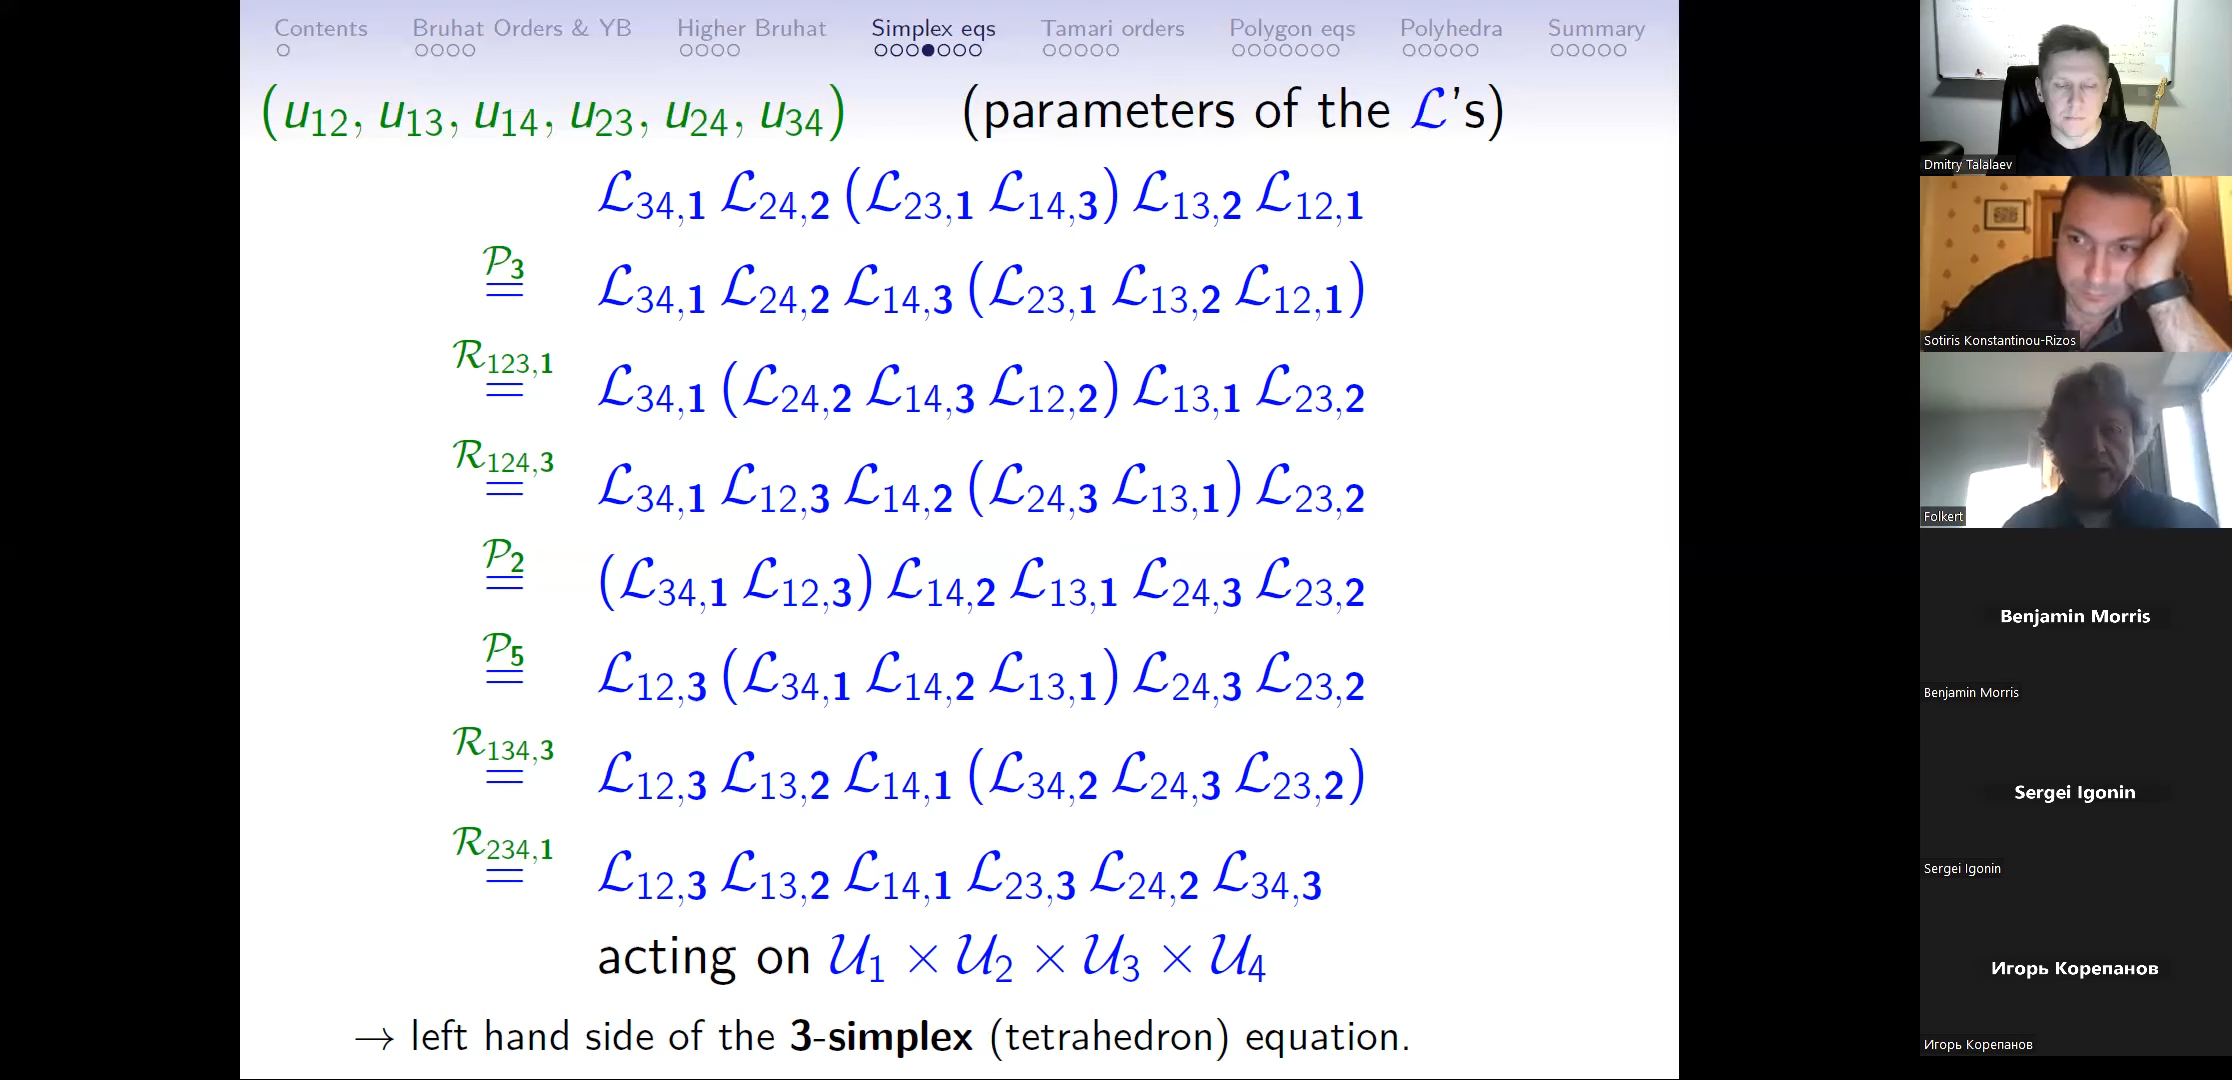 Contents Bruhat Orders & YB Higher Bruhat Simplex eqs Tamari orders Polygon eqs Polyhedra Summary
(u₁₂, u₁₃, u₁₄, u₂₃, u₂₄, u₃₄) (parameters of the ℒ's)
ℒ₃₄,₁ ℒ₂₄,₂ (ℒ₂₃,₁ ℒ₁₄,₃) ℒ₁₃,₂ ℒ₁₂,₁
𝒫₃ = ℒ₃₄,₁ ℒ₂₄,₂ ℒ₁₄,₃ (ℒ₂₃,₁ ℒ₁₃,₂ ℒ₁₂,₁)
ℛ₁₂₃,₁ = ℒ₃₄,₁ (ℒ₂₄,₂ ℒ₁₄,₃ ℒ₁₂,₂) ℒ₁₃,₁ ℒ₂₃,₂
ℛ₁₂₄,₃ = ℒ₃₄,₁ ℒ₁₂,₃ ℒ₁₄,₂ (ℒ₂₄,₃ ℒ₁₃,₁) ℒ₂₃,₂
𝒫₂ = (ℒ₃₄,₁ ℒ₁₂,₃) ℒ₁₄,₂ ℒ₁₃,₁ ℒ₂₄,₃ ℒ₂₃,₂
𝒫₅ = ℒ₁₂,₃ (ℒ₃₄,₁ ℒ₁₄,₂ ℒ₁₃,₁) ℒ₂₄,₃ ℒ₂₃,₂
ℛ₁₃₄,₃ = ℒ₁₂,₃ ℒ₁₃,₂ ℒ₁₄,₁ (ℒ₃₄,₂ ℒ₂₄,₃ ℒ₂₃,₂)
ℛ₂₃₄,₁ = ℒ₁₂,₃ ℒ₁₃,₂ ℒ₁₄,₁ ℒ₂₃,₃ ℒ₂₄,₂ ℒ₃₄,₃
acting on 𝒰₁ × 𝒰₂ × 𝒰₃ × 𝒰₄
→ left hand side of the 3-simplex (tetrahedron) equation.
Dmitry Talalaev
Sotiris Konstantinou-Rizos
Folkert
Benjamin Morris
Benjamin Morris
Sergei Igonin
Sergei Igonin
Игорь Корепанов
Игорь Корепанов